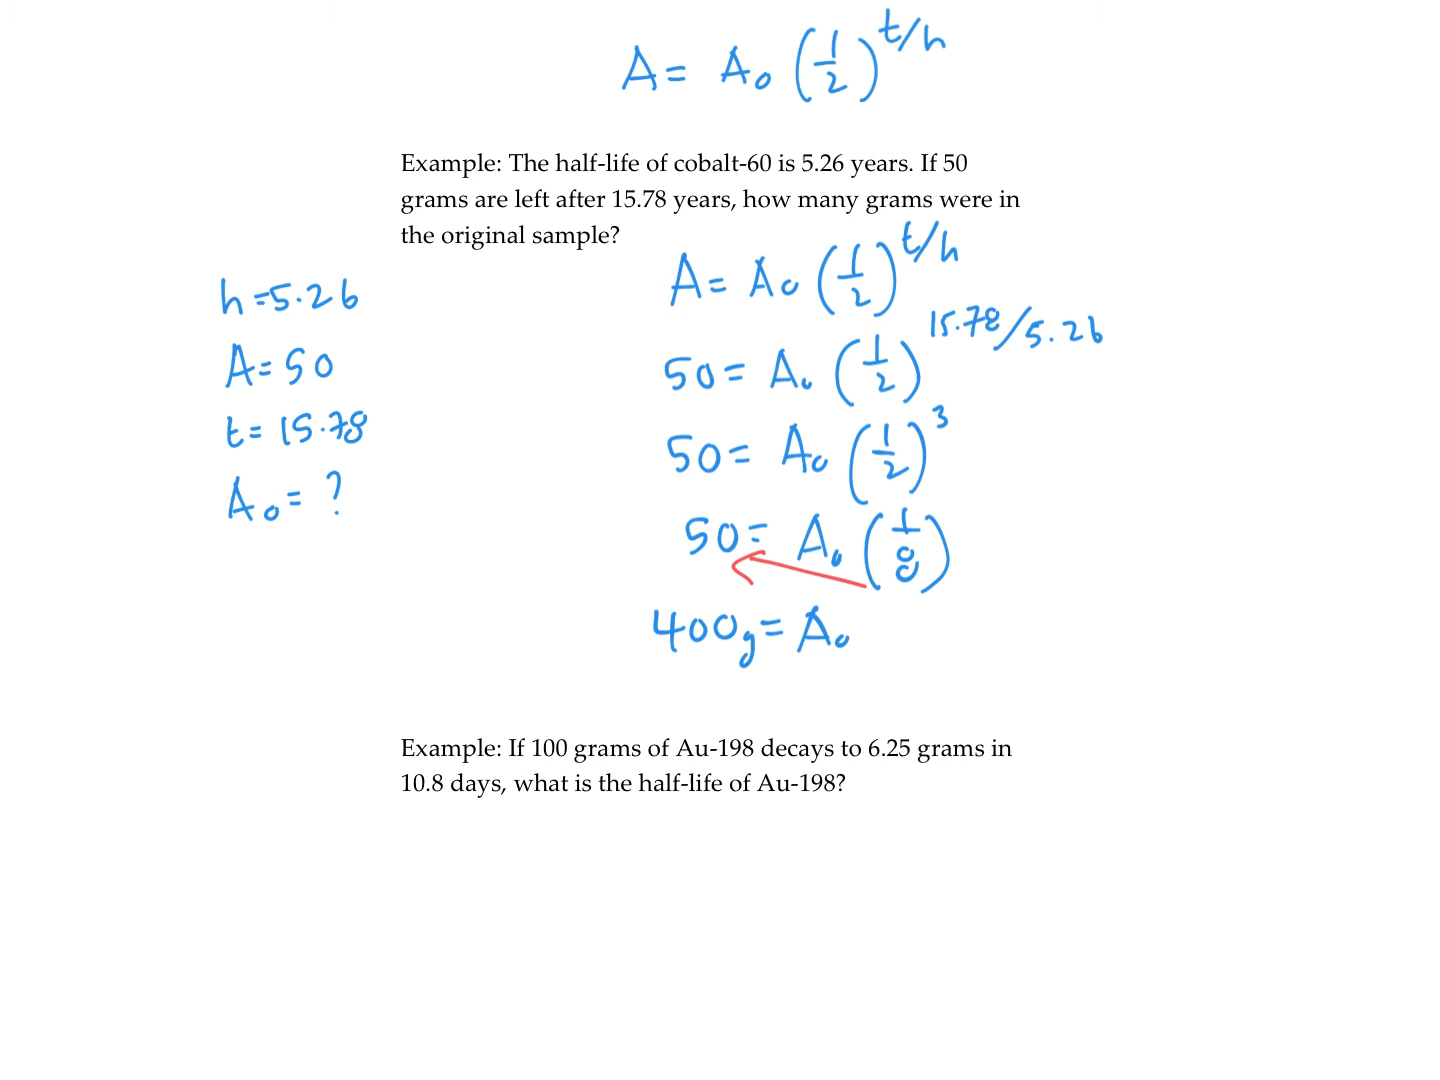 A = A₀ (1/2)^t/h
Example: The half-life of cobalt-60 is 5.26 years. If 50
grams are left after 15.78 years, how many grams were in
the original sample?
h = 5.26
A = 50
t = 15.78
A₀ = ?
A = A₀ (1/2)^t/h
50 = A₀ (1/2)^15.78/5.26
50 = A₀ (1/2)^3
50 = A₀ (1/8)
400g = A₀
Example: If 100 grams of Au-198 decays to 6.25 grams in
10.8 days, what is the half-life of Au-198?